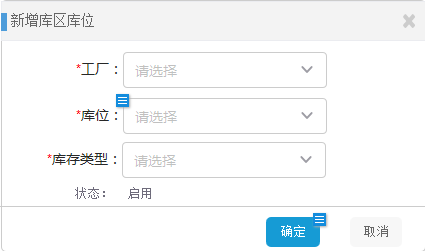 新增库区库位
*工厂： 请选择
*库位： 请选择
*库存类型： 请选择
状态： 启用
确定 取消